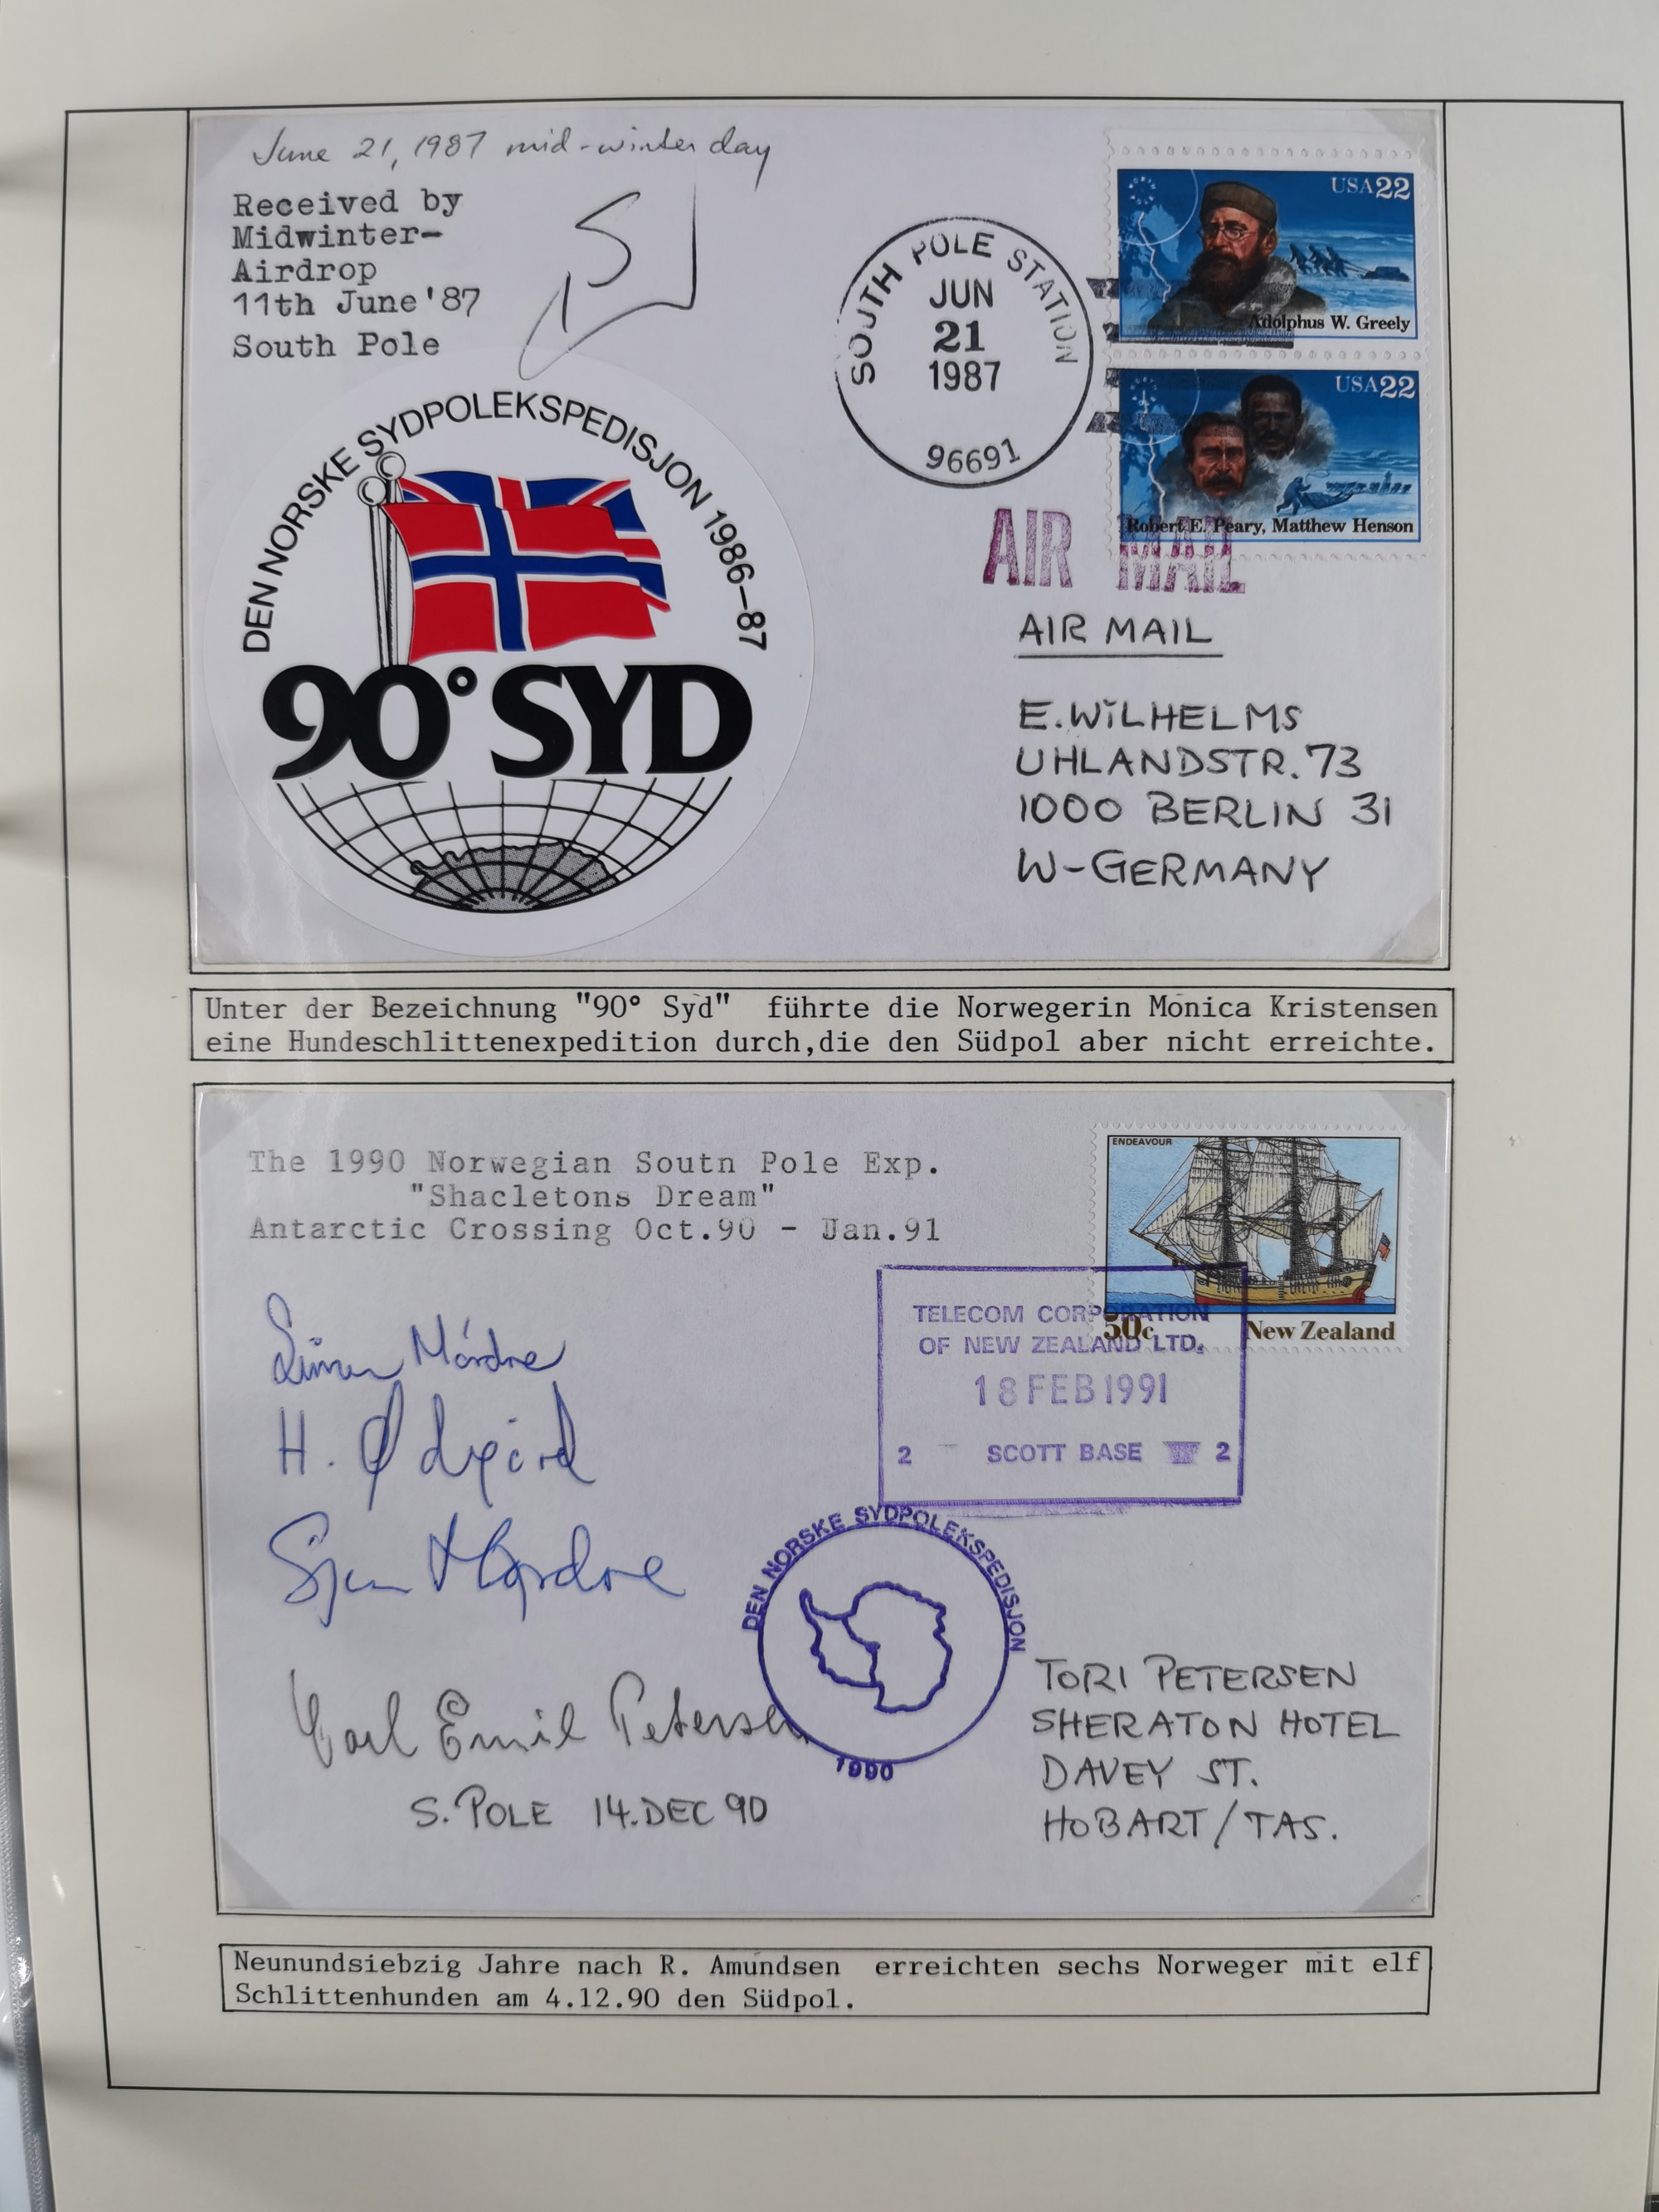 June 21, 1987 mid-winter day
Received by
Midwinter-
Airdrop
11th June '87
South Pole
SOUTH POLE STATION
JUN
21
1987
96691
USA22
Adolphus W. Greely
USA22
Robert E. Peary, Matthew Henson
AIR MAIL
DEN NORSKE SYDPOLEKSPEDISJON 1986–87
90° SYD
AIR MAIL
E. WILHELMS
UHLANDSTR. 73
1000 BERLIN 31
W-GERMANY
Unter der Bezeichnung "90° Syd" führte die Norwegerin Monica Kristensen
eine Hundeschlittenexpedition durch,die den Südpol aber nicht erreichte.
The 1990 Norwegian Soutn Pole Exp.
"Shacletons Dream"
Antarctic Crossing Oct.90 - Jan.91
ENDEAVOUR
50c New Zealand
TELECOM CORPORATION
OF NEW ZEALAND LTD.
18 FEB 1991
2 SCOTT BASE 2
Mørdre
H. Ødegård
Mørdre
Carl Emil Petersen
S. POLE 14. DEC 90
DEN NORSKE SYDPOLEKSPEDISJON
1990
TORI PETERSEN
SHERATON HOTEL
DAVEY ST.
HOBART / TAS.
Neunundsiebzig Jahre nach R. Amundsen erreichten sechs Norweger mit elf
Schlittenhunden am 4.12.90 den Südpol.